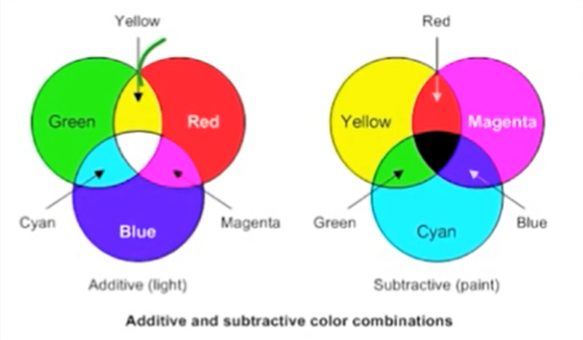 Yellow
Green
Red
Cyan
Blue
Magenta
Additive (light)
Red
Yellow
Magenta
Green
Cyan
Blue
Subtractive (paint)
Additive and subtractive color combinations